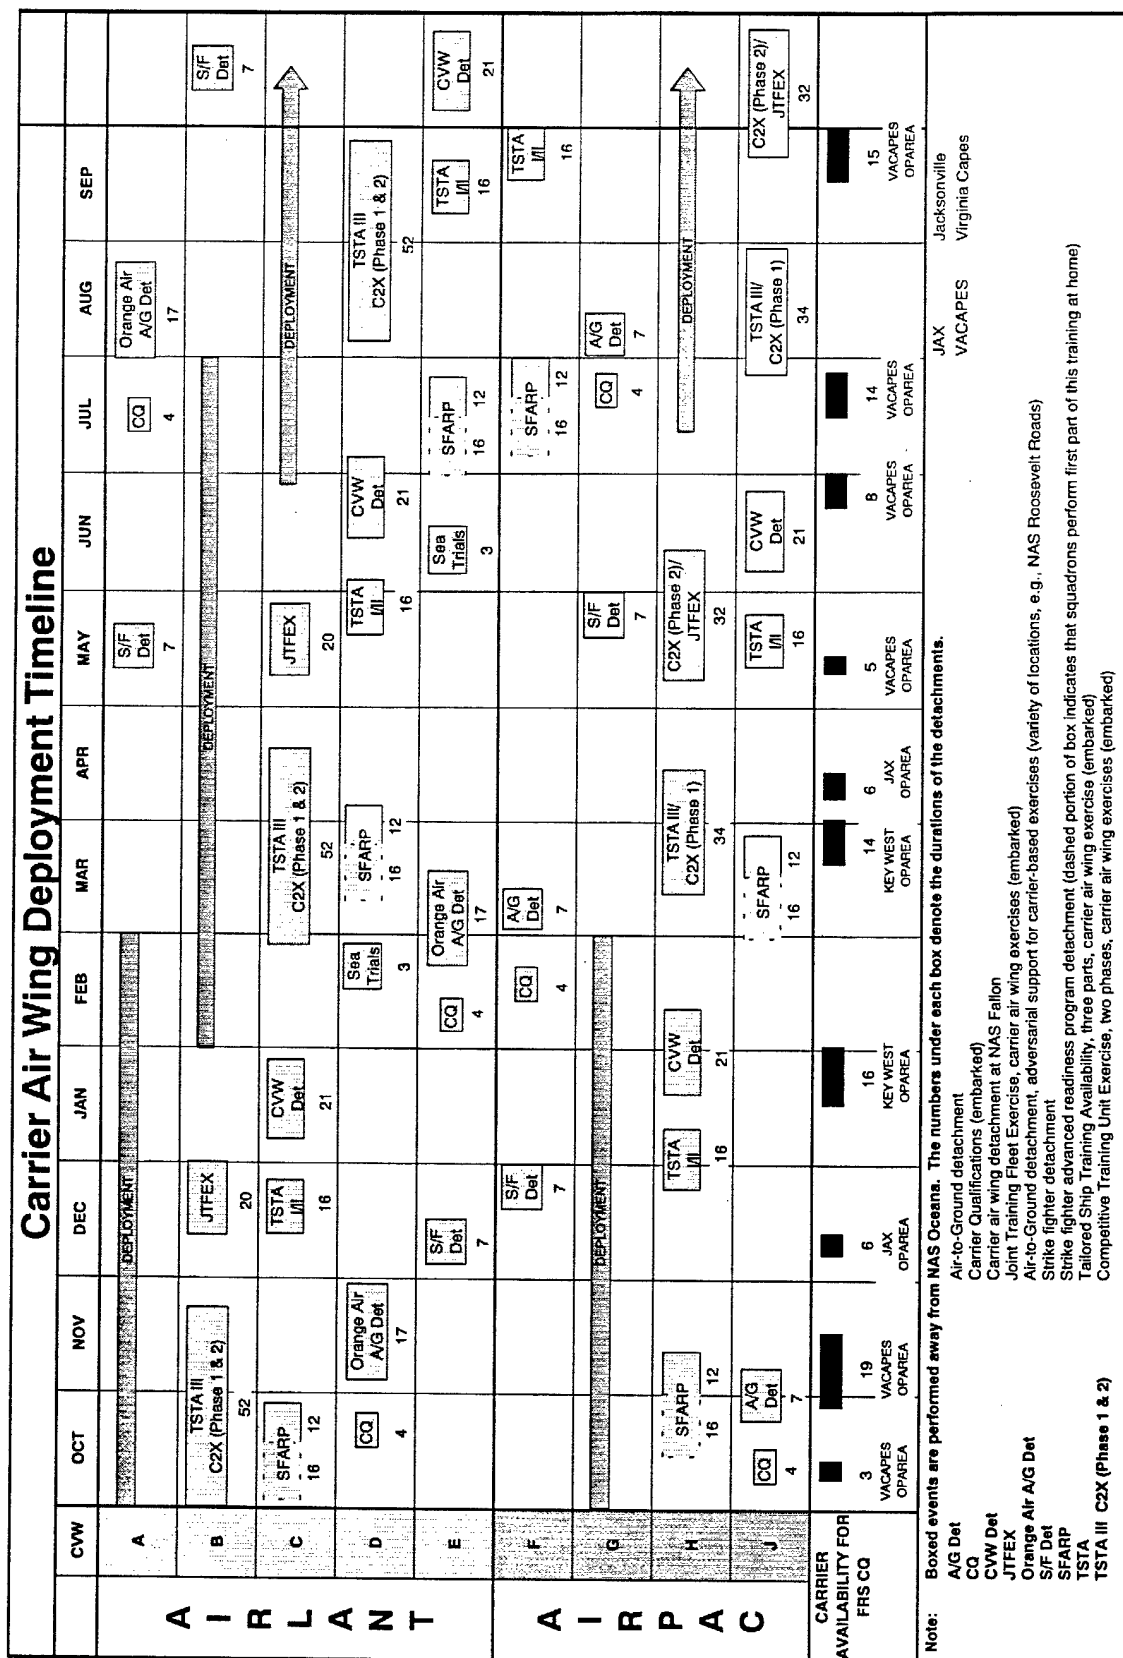 Carrier Air Wing Deployment Timeline
CVW
OCT
NOV
DEC
JAN
FEB
MAR
APR
MAY
JUN
JUL
AUG
SEP
AIRLANT
A
DEPLOYMENT
S/F
Det
7
CQ
4
Orange Air
A/G Det
17
B
TSTA III
C2X (Phase 1 & 2)
52
JTFEX
20
DEPLOYMENT
S/F
Det
7
C
SFARP
16 12
TSTA
I/II
16
CVW
Det
21
TSTA III
C2X (Phase 1 & 2)
52
JTFEX
20
DEPLOYMENT
D
CQ
4
Orange Air
A/G Det
17
Sea
Trials
3
SFARP
16 12
TSTA
I/II
16
CVW
Det
21
TSTA III
C2X (Phase 1 & 2)
52
E
S/F
Det
7
CQ
4
Orange Air
A/G Det
17
Sea
Trials
3
SFARP
16 12
TSTA
I/II
16
CVW
Det
21
AIRPAC
F
S/F
Det
7
CQ
4
A/G
Det
7
SFARP
16 12
TSTA
I/II
16
G
DEPLOYMENT
S/F
Det
7
CQ
4
A/G
Det
7
H
SFARP
16 12
TSTA
I/II
16
CVW
Det
21
TSTA III/
C2X (Phase 1)
34
C2X (Phase 2)/
JTFEX
32
DEPLOYMENT
J
CQ
4
A/G
Det
7
SFARP
16 12
TSTA
I/II
16
CVW
Det
21
TSTA III/
C2X (Phase 1)
34
C2X (Phase 2)/
JTFEX
32
CARRIER
AVAILABILITY FOR
FRS CQ
3
VACAPES
OPAREA
19
VACAPES
OPAREA
6
JAX
OPAREA
16
KEY WEST
OPAREA
14
KEY WEST
OPAREA
6
JAX
OPAREA
5
VACAPES
OPAREA
8
VACAPES
OPAREA
14
VACAPES
OPAREA
15
VACAPES
OPAREA
Note: Boxed events are performed away from NAS Oceana. The numbers under each box denote the durations of the detachments.
A/G Det Air-to-Ground detachment JAX Jacksonville
CQ Carrier Qualifications (embarked) VACAPES Virginia Capes
CVW Det Carrier air wing detachment at NAS Fallon
JTFEX Joint Training Fleet Exercise, carrier air wing exercises (embarked)
Orange Air A/G Det Air-to-Ground detachment, adversarial support for carrier-based exercises (variety of locations, e.g., NAS Roosevelt Roads)
S/F Det Strike fighter detachment
SFARP Strike fighter advanced readiness program detachment (dashed portion of box indicates that squadrons perform first part of this training at home)
TSTA Tailored Ship Training Availability, three parts, carrier air wing exercise (embarked)
TSTA III C2X (Phase 1 & 2) Competitive Training Unit Exercise, two phases, carrier air wing exercises (embarked)